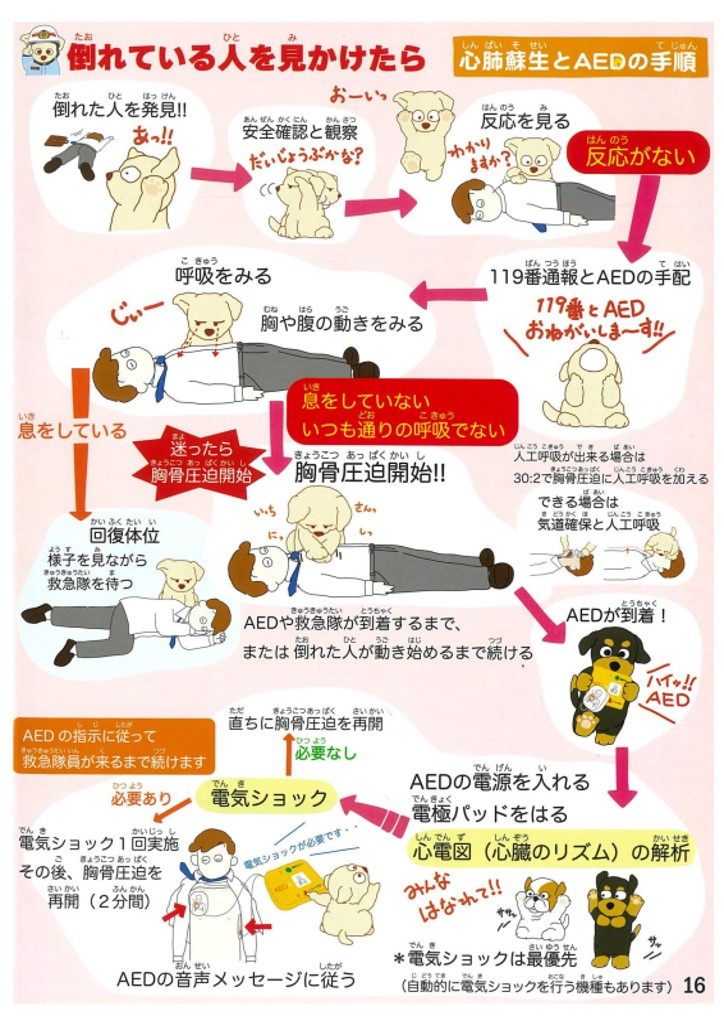 倒れている人を見かけたら
心肺蘇生とAEDの手順
倒れた人を発見!!
あっ!!
安全確認と観察
だいじょうぶかな?
おーいっ
反応を見る
わかりますか?
反応がない
119番通報とAEDの手配
119番とAED
おねがいしま〜す!!
呼吸をみる
じぃー
胸や腹の動きをみる
息をしていない
いつも通りの呼吸でない
息をしている
迷ったら
胸骨圧迫開始
胸骨圧迫開始!!
いっち
にっ
さんっ
しっ
人工呼吸が出来る場合は
30:2で胸骨圧迫に人工呼吸を加える
できる場合は
気道確保と人工呼吸
回復体位
様子を見ながら
救急隊を待つ
AEDや救急隊が到着するまで、
または 倒れた人が動き始めるまで続ける
AEDが到着!
ハイッ!!
AED
AEDの電源を入れる
電極パッドをはる
心電図(心臓のリズム)の解析
みんな
はなれて!!
ササッ
サッ
*電気ショックは最優先
(自動的に電気ショックを行う機種もあります)
電気ショック
必要なし
直ちに胸骨圧迫を再開
必要あり
電気ショック1回実施
その後、胸骨圧迫を
再開(2分間)
電気ショックが必要です・・
AEDの音声メッセージに従う
AEDの指示に従って
救急隊員が来るまで続けます
16